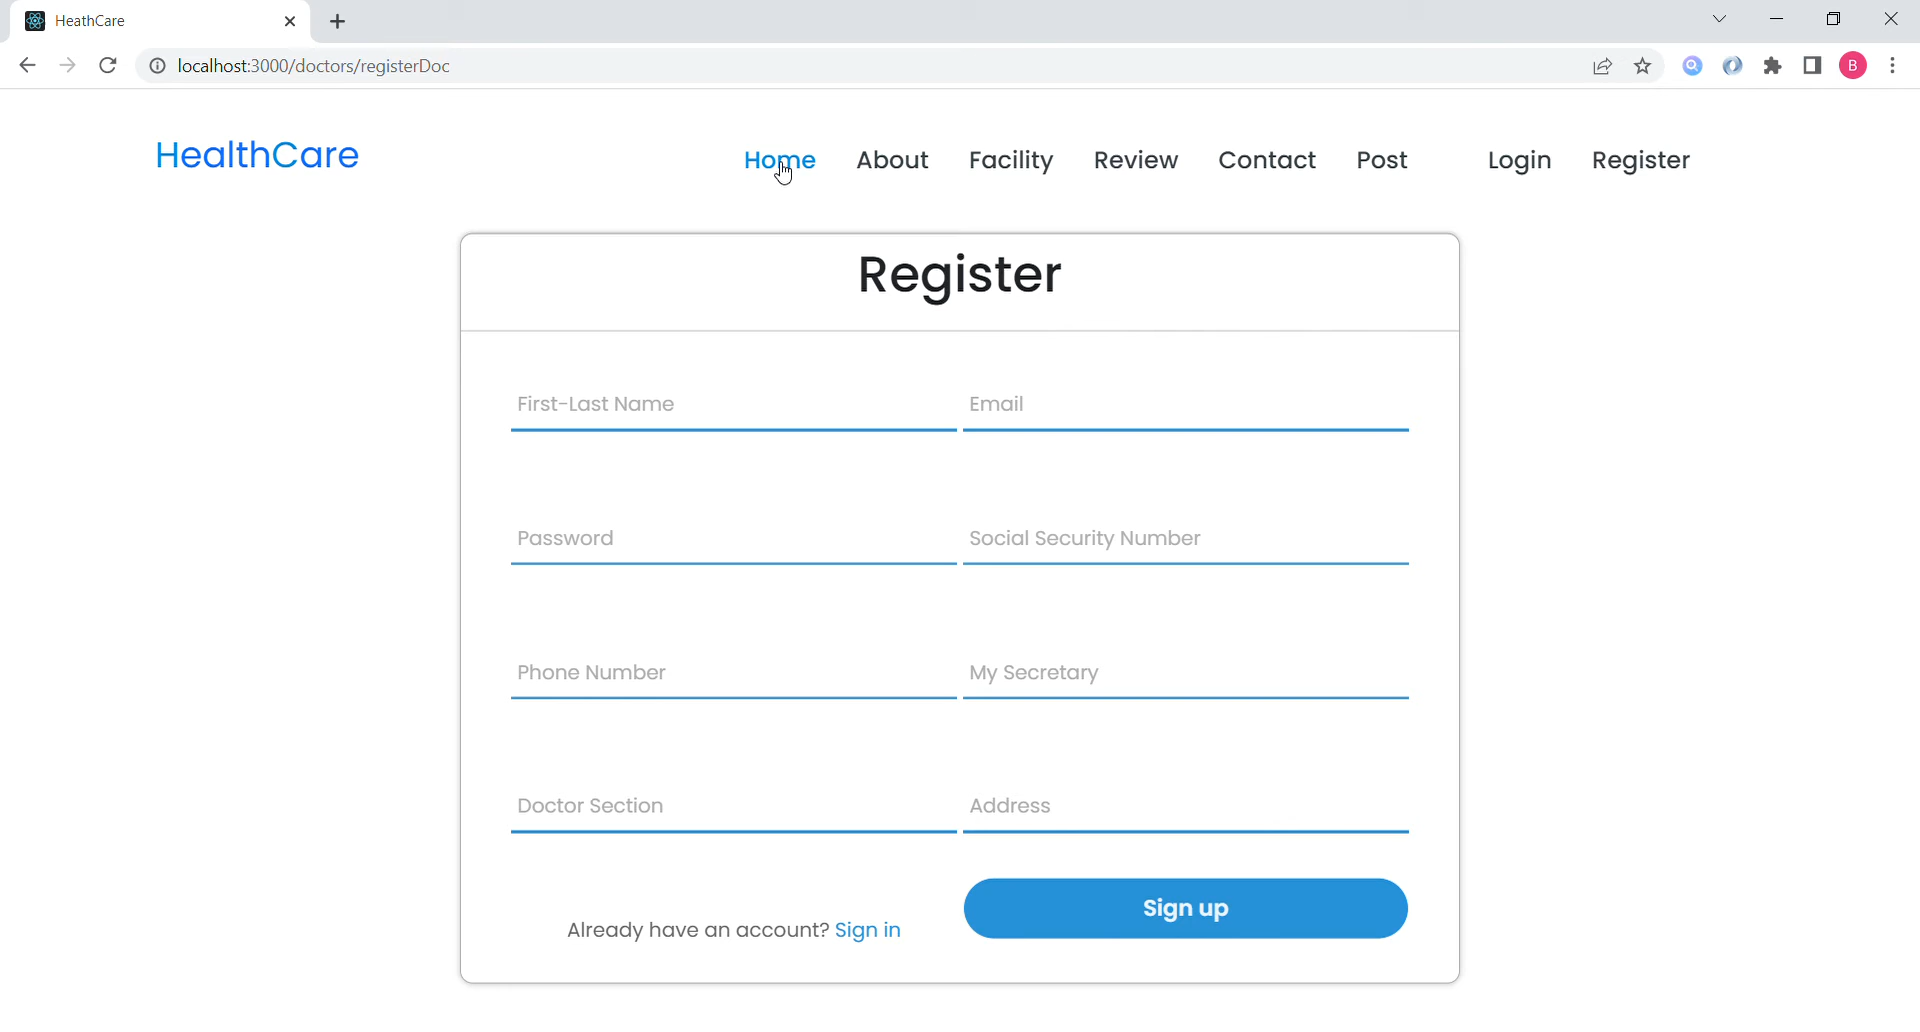 HeathCare
localhost:3000/doctors/registerDoc
B
HealthCare
Home About Facility Review Contact Post Login Register
Register
First-Last Name Email
Password Social Security Number
Phone Number My Secretary
Doctor Section Address
Sign up
Already have an account? Sign in